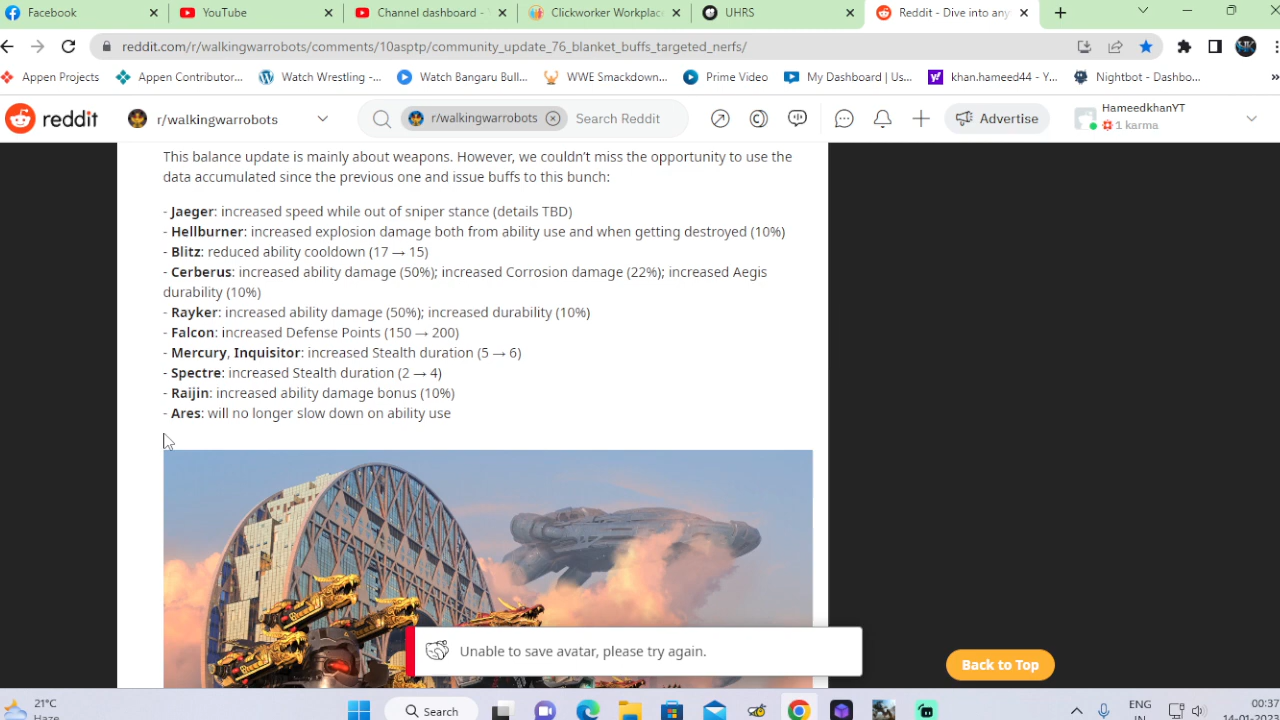 Facebook
YouTube
Channel dashboard -
Clickworker Workplac
UHRS
Reddit - Dive into any
reddit.com/r/walkingwarrobots/comments/10asptp/community_update_76_blanket_buffs_targeted_nerfs/
Appen Projects
Appen Contributor...
Watch Wrestling -...
Watch Bangaru Bull...
WWE Smackdown...
Prime Video
My Dashboard | Us...
khan.hameed44 - Y...
Nightbot - Dashbo...
»
reddit
r/walkingwarrobots
r/walkingwarrobots
Search Reddit
Advertise
HameedkhanYT
1 karma
This balance update is mainly about weapons. However, we couldn't miss the opportunity to use the
data accumulated since the previous one and issue buffs to this bunch:
- Jaeger: increased speed while out of sniper stance (details TBD)
- Hellburner: increased explosion damage both from ability use and when getting destroyed (10%)
- Blitz: reduced ability cooldown (17 → 15)
- Cerberus: increased ability damage (50%); increased Corrosion damage (22%); increased Aegis
durability (10%)
- Rayker: increased ability damage (50%); increased durability (10%)
- Falcon: increased Defense Points (150 → 200)
- Mercury, Inquisitor: increased Stealth duration (5 → 6)
- Spectre: increased Stealth duration (2 → 4)
- Raijin: increased ability damage bonus (10%)
- Ares: will no longer slow down on ability use
Unable to save avatar, please try again.
Back to Top
21°C
Haze
Search
ENG
IN
00:37
14-01-202